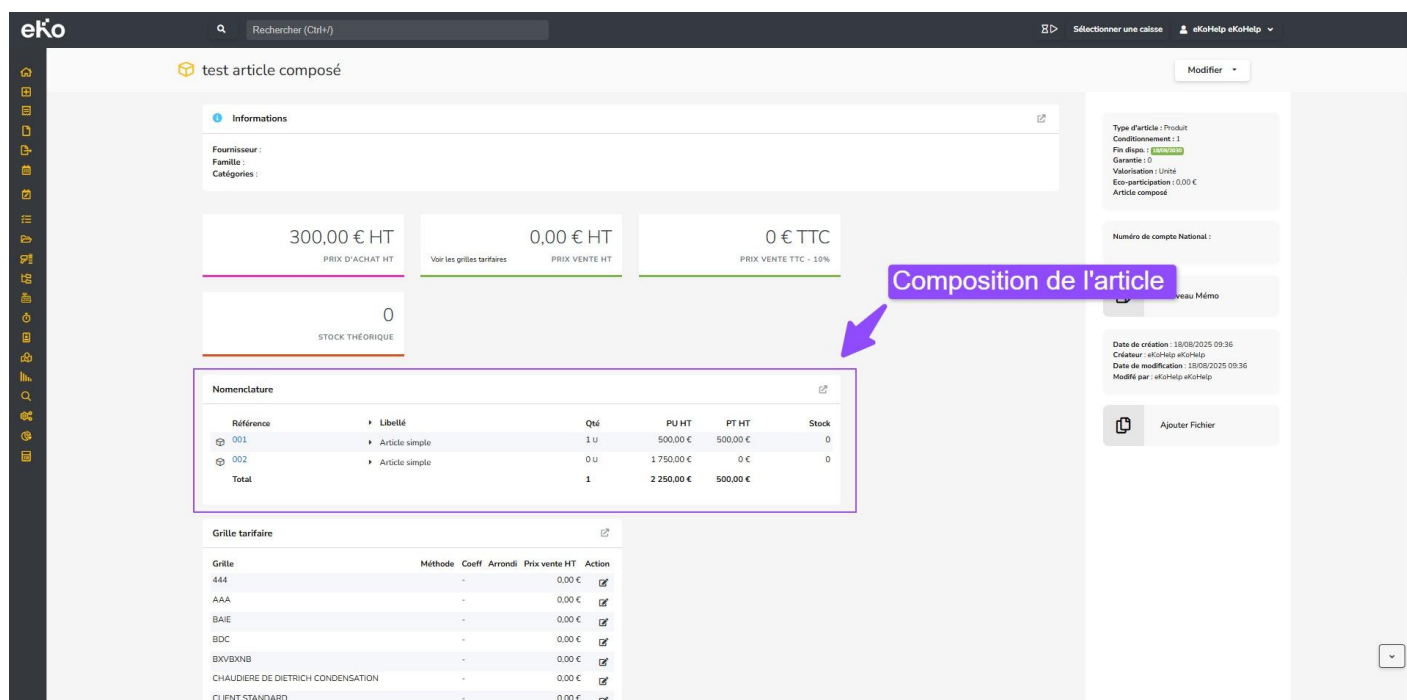 eKo
Rechercher (Ctrl+/)
Sélectionner une caisse
eKoHelp eKoHelp
test article composé
Modifier
Informations
Fournisseur :
Famille :
Catégories :
300,00 € HT
PRIX D'ACHAT HT
0,00 € HT
Voir les grilles tarifaires
PRIX VENTE HT
0 € TTC
PRIX VENTE TTC - 10%
0
STOCK THÉORIQUE
Composition de l'article
Nomenclature
Référence Libellé Qté PU HT PT HT Stock
001 Article simple 1 U 500,00 € 500,00 € 0
002 Article simple 0 U 1 750,00 € 0 € 0
Total 1 2 250,00 € 500,00 €
Grille tarifaire
Grille Méthode Coeff Arrondi Prix vente HT Action
444 - 0,00 €
AAA - 0,00 €
BAIE - 0,00 €
BDC - 0,00 €
BXVBXNB - 0,00 €
CHAUDIERE DE DIETRICH CONDENSATION - 0,00 €
CLIENT STANDARD - 0,00 €
Type d'article : Produit
Conditionnement : 1
Fin dispo. : 18/08/2030
Garantie : 0
Valorisation : Unité
Eco-participation : 0,00 €
Article composé
Numéro de compte National :
veau Mémo
Date de création : 18/08/2025 09:36
Créateur : eKoHelp eKoHelp
Date de modification : 18/08/2025 09:36
Modifé par : eKoHelp eKoHelp
Ajouter Fichier